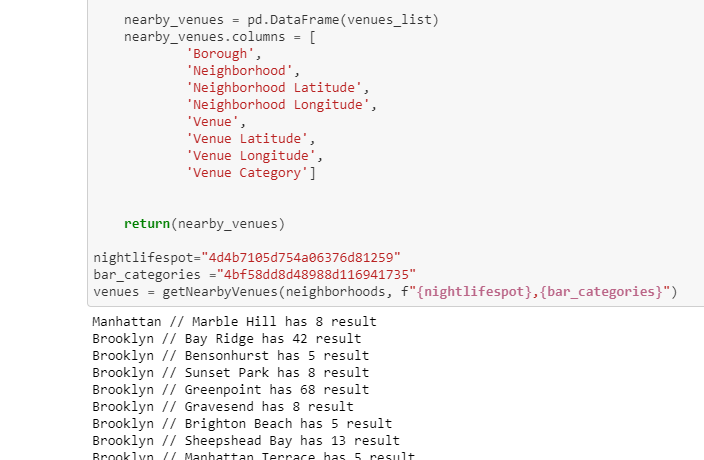 nearby_venues = pd.DataFrame(venues_list)
nearby_venues.columns = [
'Borough',
'Neighborhood',
'Neighborhood Latitude',
'Neighborhood Longitude',
'Venue',
'Venue Latitude',
'Venue Longitude',
'Venue Category']
return(nearby_venues)
nightlifespot="4d4b7105d754a06376d81259"
bar_categories ="4bf58dd8d48988d116941735"
venues = getNearbyVenues(neighborhoods, f"{nightlifespot},{bar_categories}")
Manhattan // Marble Hill has 8 result
Brooklyn // Bay Ridge has 42 result
Brooklyn // Bensonhurst has 5 result
Brooklyn // Sunset Park has 8 result
Brooklyn // Greenpoint has 68 result
Brooklyn // Gravesend has 8 result
Brooklyn // Brighton Beach has 5 result
Brooklyn // Sheepshead Bay has 13 result
Brooklyn // Manhattan Terrace has 5 result